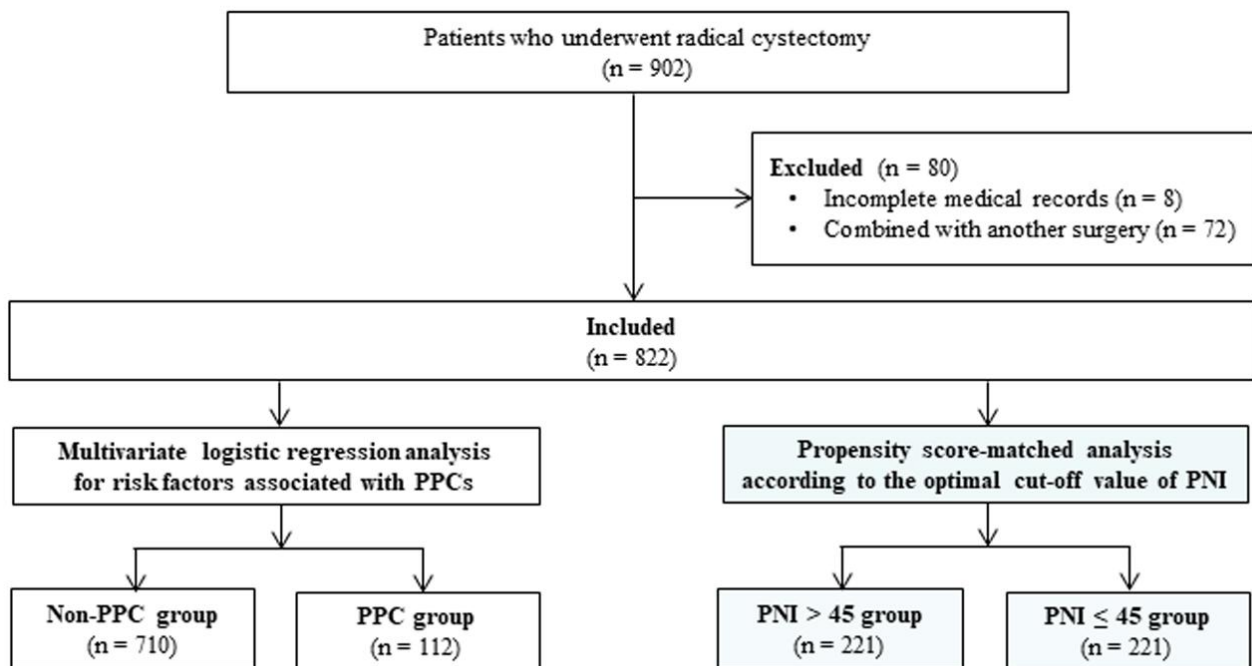 Patients who underwent radical cystectomy
(n = 902)
Excluded (n = 80)
• Incomplete medical records (n = 8)
• Combined with another surgery (n = 72)
Included
(n = 822)
Multivariate logistic regression analysis
for risk factors associated with PPCs
Propensity score-matched analysis
according to the optimal cut-off value of PNI
Non-PPC group
(n = 710)
PPC group
(n = 112)
PNI > 45 group
(n = 221)
PNI ≤ 45 group
(n = 221)